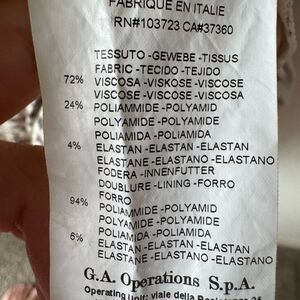 FABRIQUÉ EN ITALIE
RN#103723 CA#37360
TESSUTO -GEWEBE -TISSUS
FABRIC -TECIDO -TEJIDO
72% VISCOSA -VISKOSE -VISCOSE
VISCOSE -VISCOSE -VISCOSA
24% POLIAMMIDE -POLYAMID
POLYAMIDE -POLYAMIDE
POLIAMIDA -POLIAMIDA
4% ELASTAN -ELASTAN -ELASTAN
ELASTANE -ELASTANO -ELASTANO
FODERA -INNENFUTTER
DOUBLURE -LINING -FORRO
FORRO
94% POLIAMMIDE -POLYAMID
POLYAMIDE -POLYAMIDE
POLIAMIDA -POLIAMIDA
6% ELASTAN -ELASTAN -ELASTAN
ELASTANE -ELASTANO -ELASTANO
G.A. Operations S.p.A.
Operating Unit: viale della